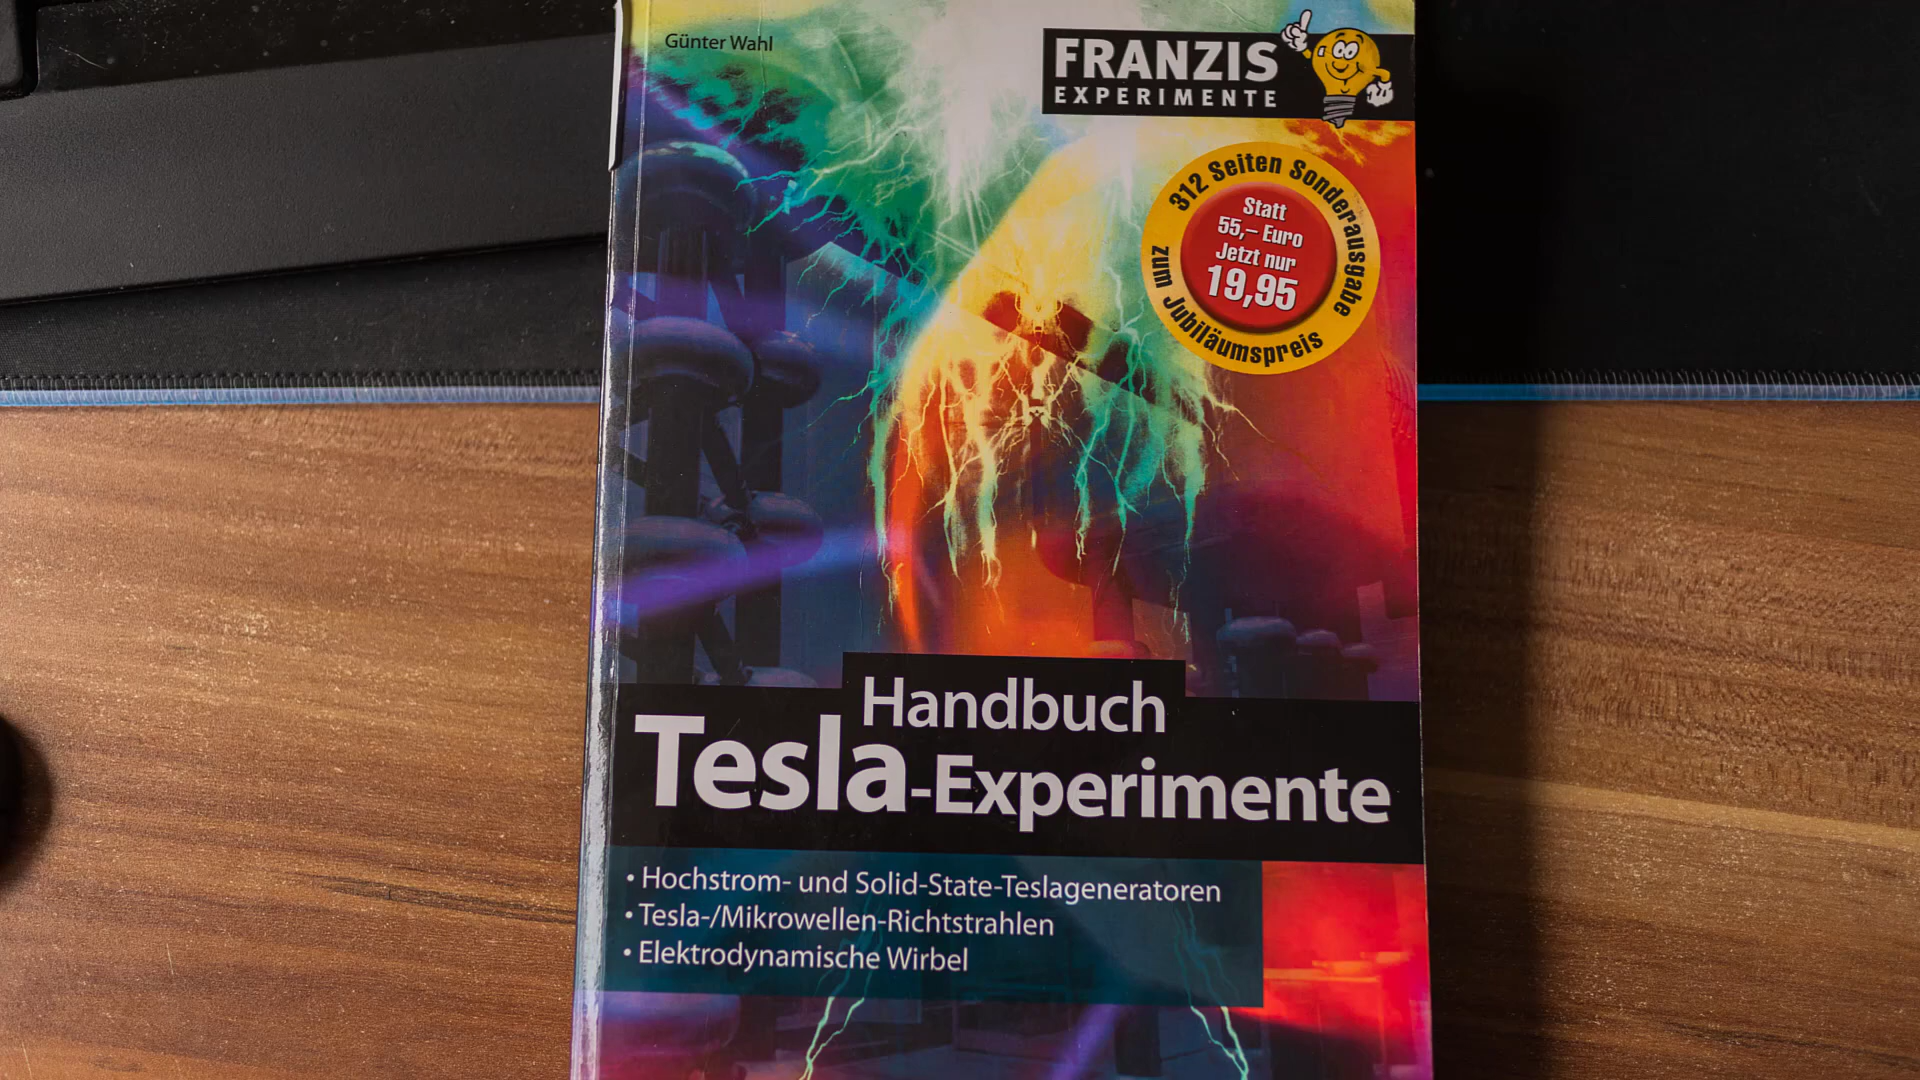 Günter Wahl
FRANZIS
EXPERIMENTE
312 Seiten Sonderausgabe
zum Jubiläumspreis
Statt
55,– Euro
Jetzt nur
19,95
Handbuch
Tesla-Experimente
• Hochstrom- und Solid-State-Teslageneratoren
• Tesla-/Mikrowellen-Richtstrahlen
• Elektrodynamische Wirbel